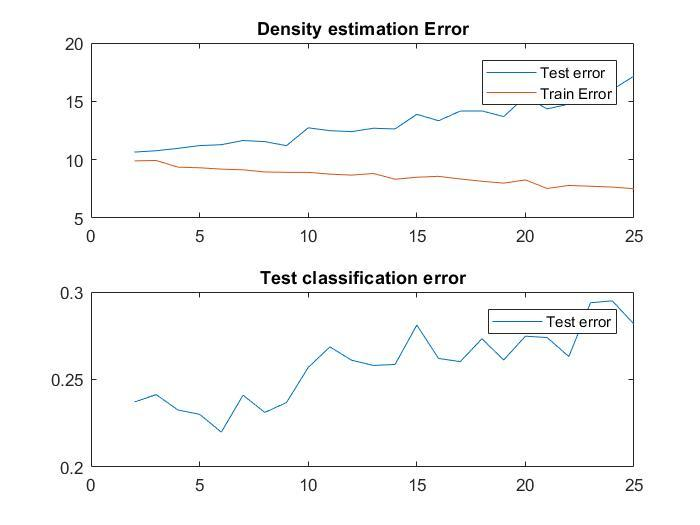 Density estimation Error
20
15
10
5
0 5 10 15 20 25
Test error
Train Error
Test classification error
0.3
0.25
0.2
0 5 10 15 20 25
Test error